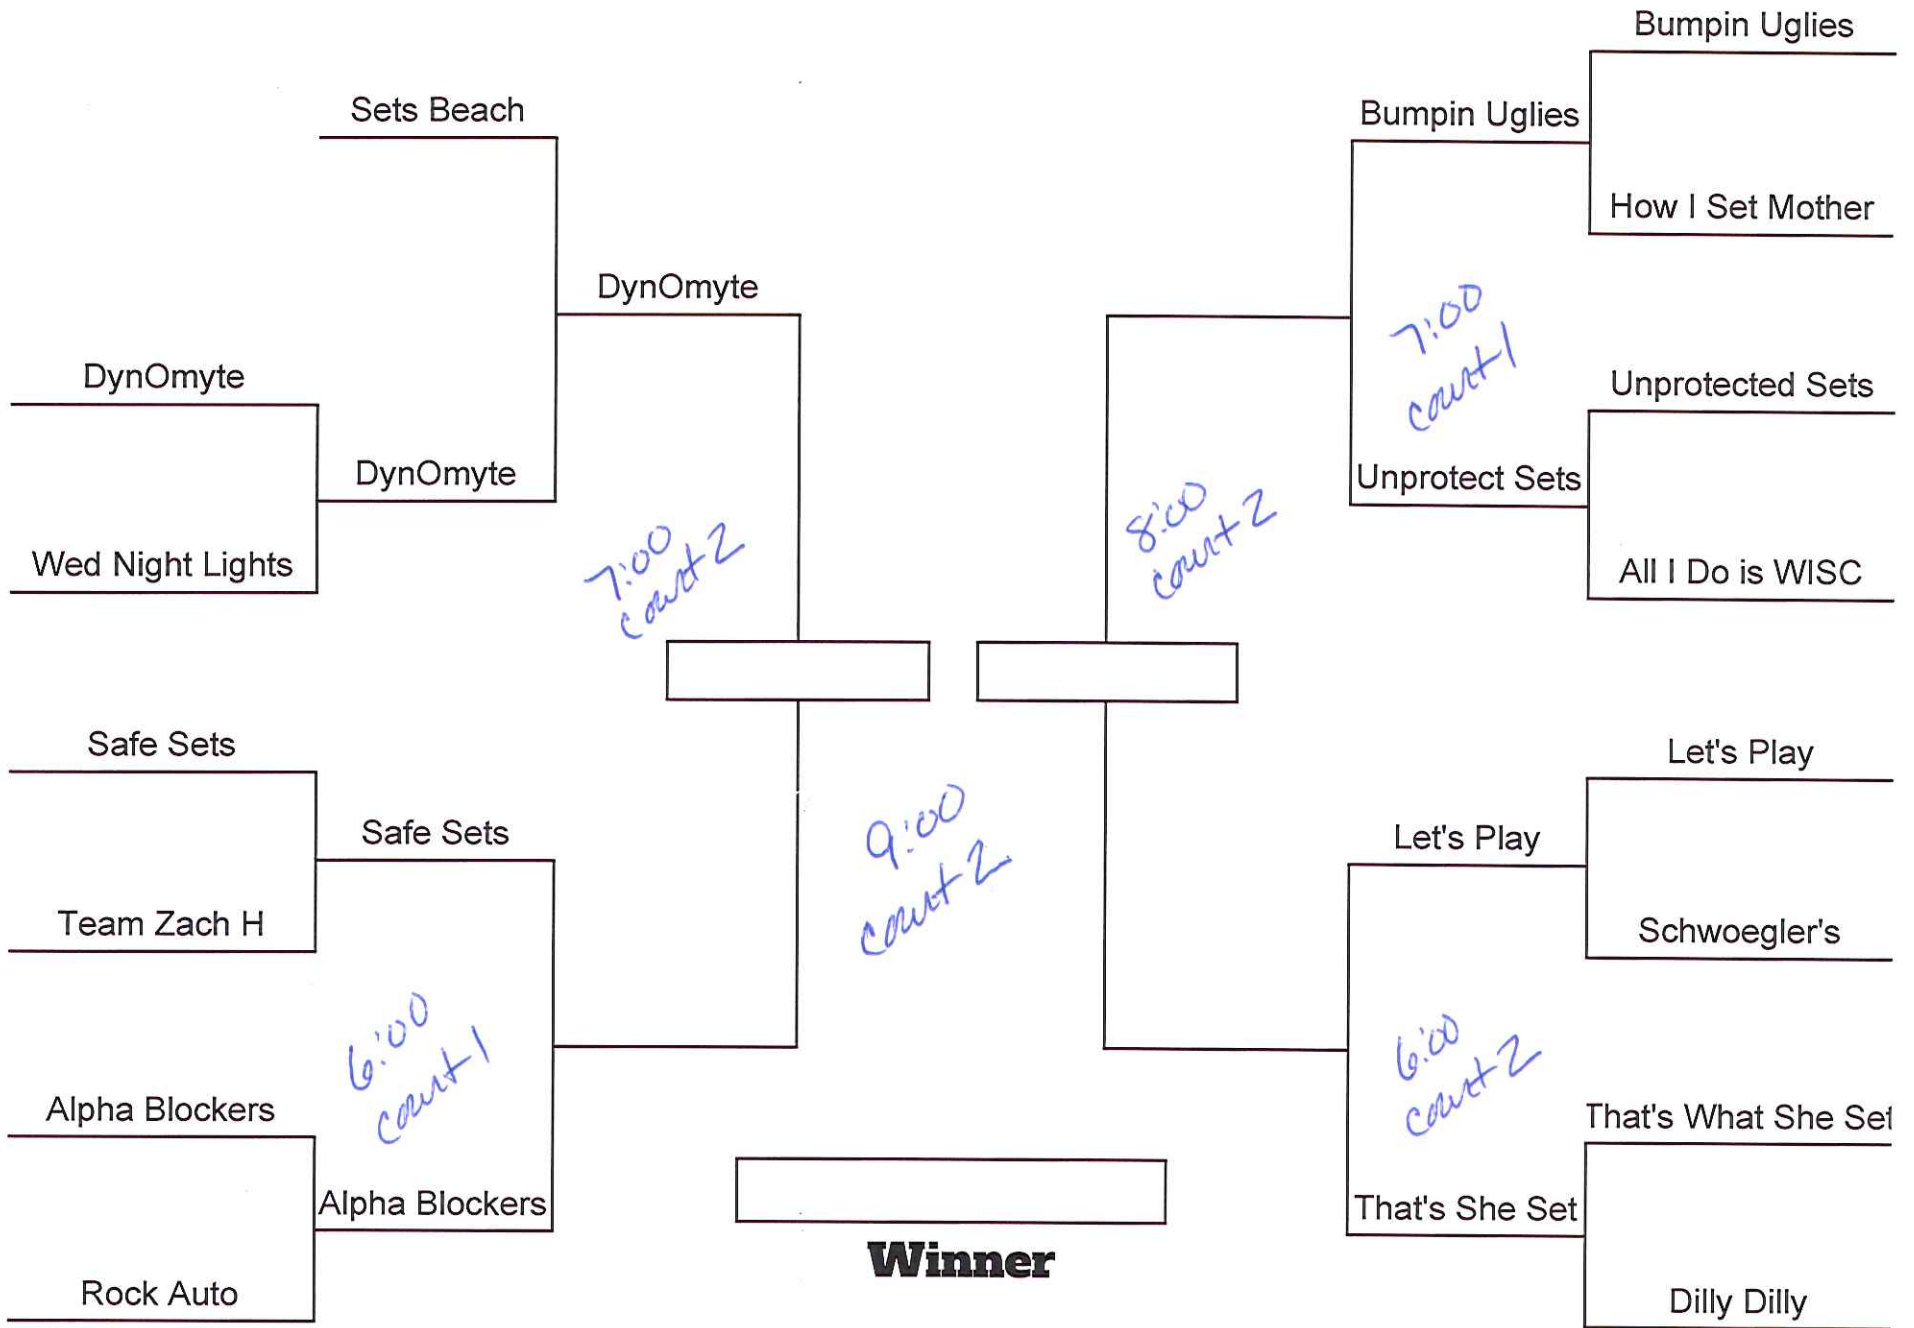 Bumpin Uglies
Sets Beach
Bumpin Uglies
How I Set Mother
DynOmyte
7:00
court 1
DynOmyte
Unprotected Sets
DynOmyte
Unprotect Sets
8:00
court 2
7:00
court 2
Wed Night Lights
All I Do is WISC
Safe Sets
Let's Play
9:00
court 2
Safe Sets
Let's Play
Team Zach H
Schwoegler's
6:00
court 1
6:00
court 2
Alpha Blockers
That's What She Set
Alpha Blockers
That's She Set
Winner
Rock Auto
Dilly Dilly